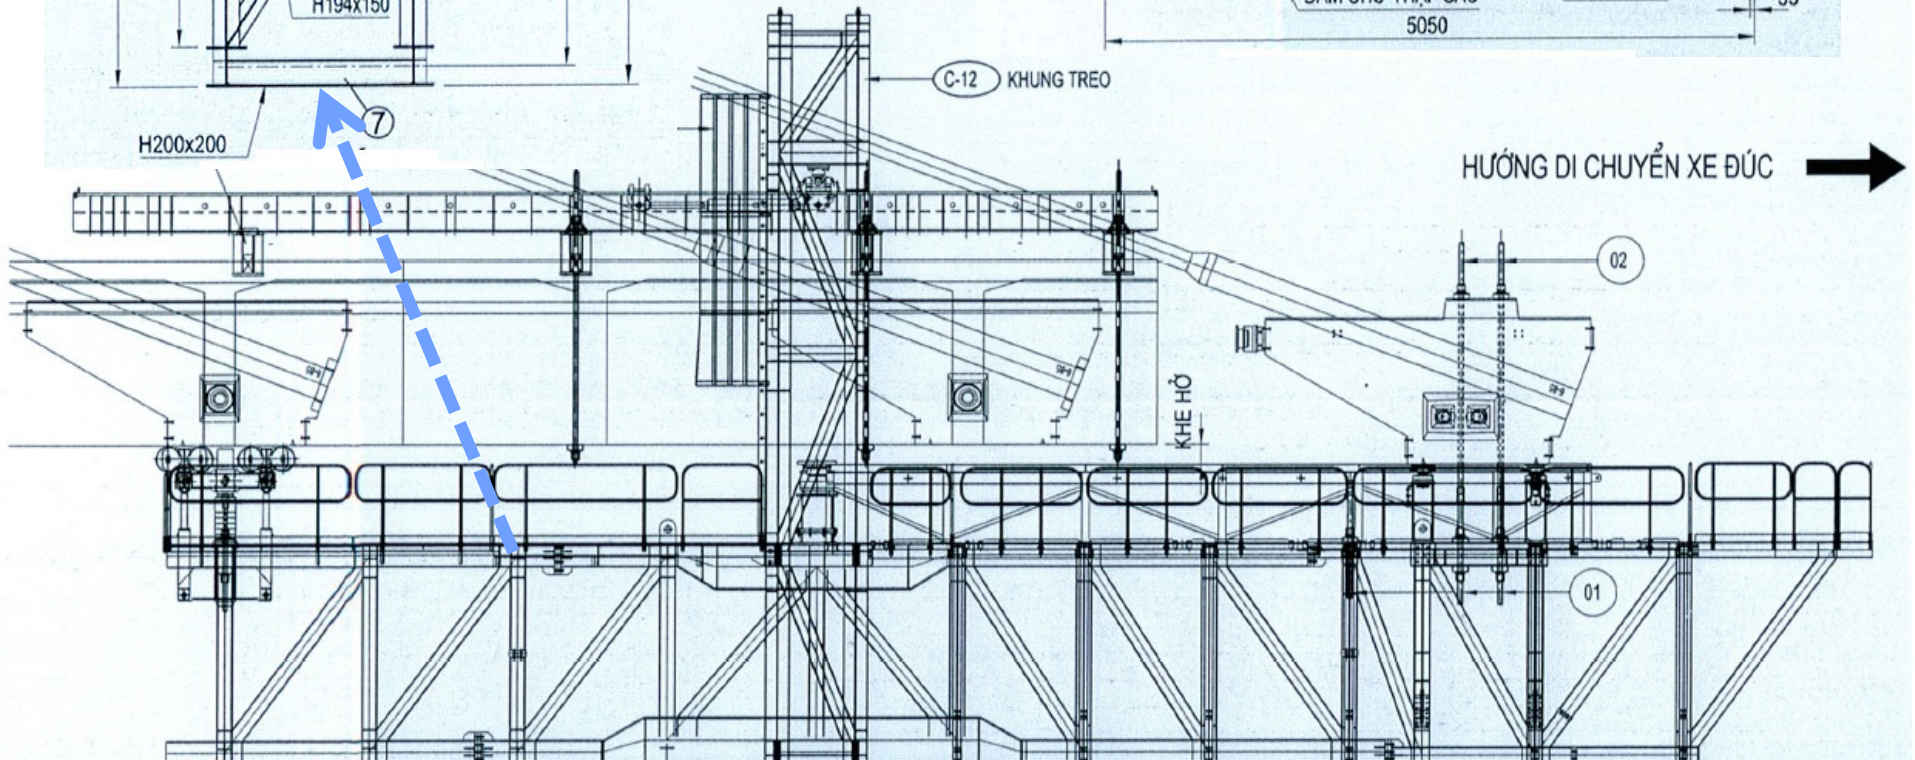 H194x150
5050
C-12 KHUNG TREO
7
H200x200
HƯỚNG DI CHUYỂN XE ĐÚC
02
KHE HỞ
01